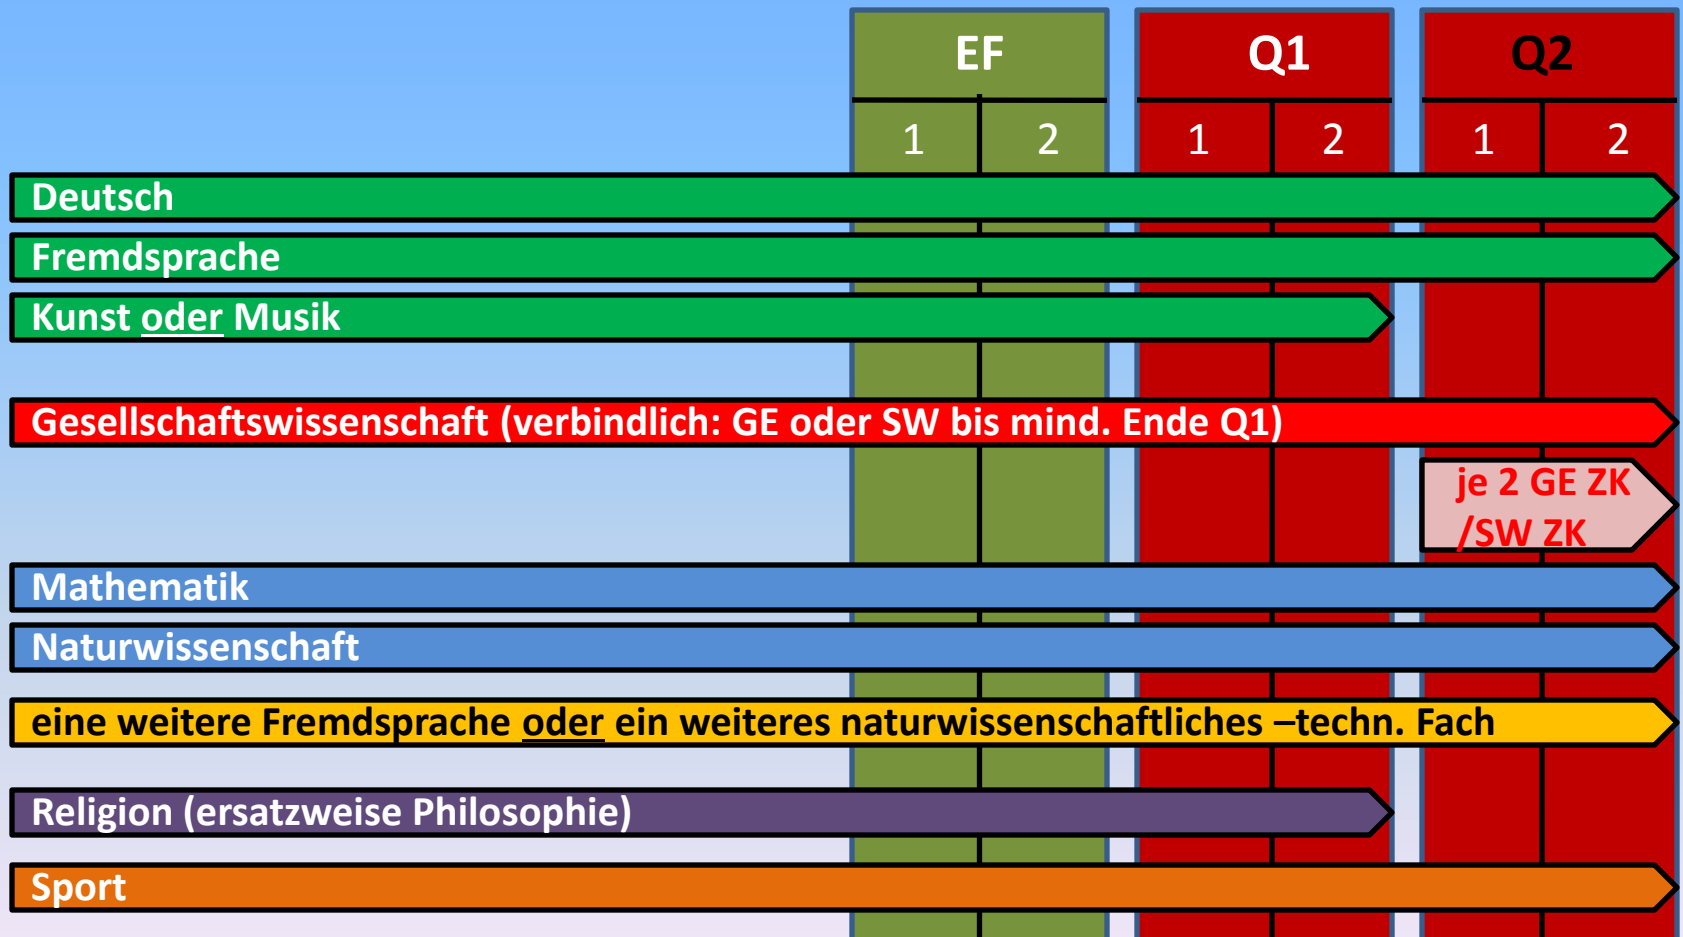 EF Q1 Q2
1 2 1 2 1 2
Deutsch
Fremdsprache
Kunst oder Musik
Gesellschaftswissenschaft (verbindlich: GE oder SW bis mind. Ende Q1)
je 2 GE ZK
/SW ZK
Mathematik
Naturwissenschaft
eine weitere Fremdsprache oder ein weiteres naturwissenschaftliches –techn. Fach
Religion (ersatzweise Philosophie)
Sport